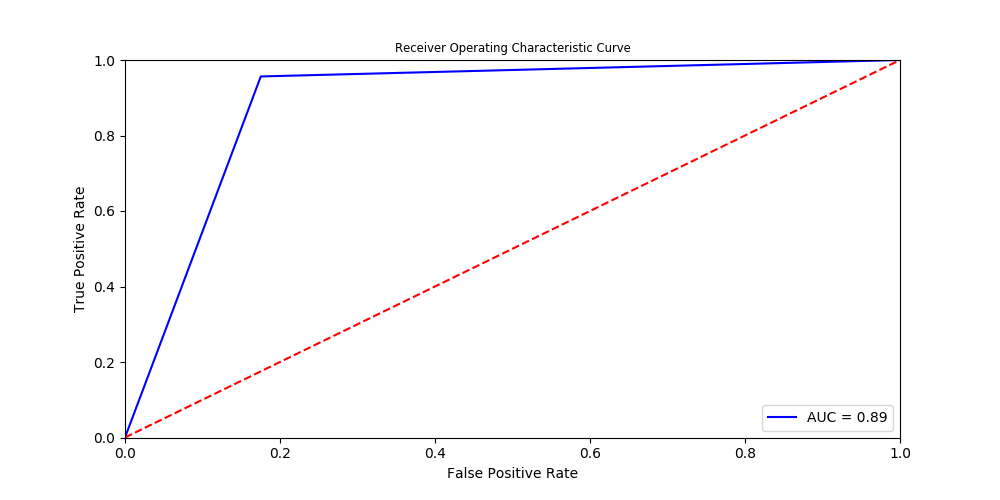 Receiver Operating Characteristic Curve
1.0
0.8
0.6
0.4
0.2
0.0
True Positive Rate
AUC = 0.89
0.0 0.2 0.4 0.6 0.8 1.0
False Positive Rate